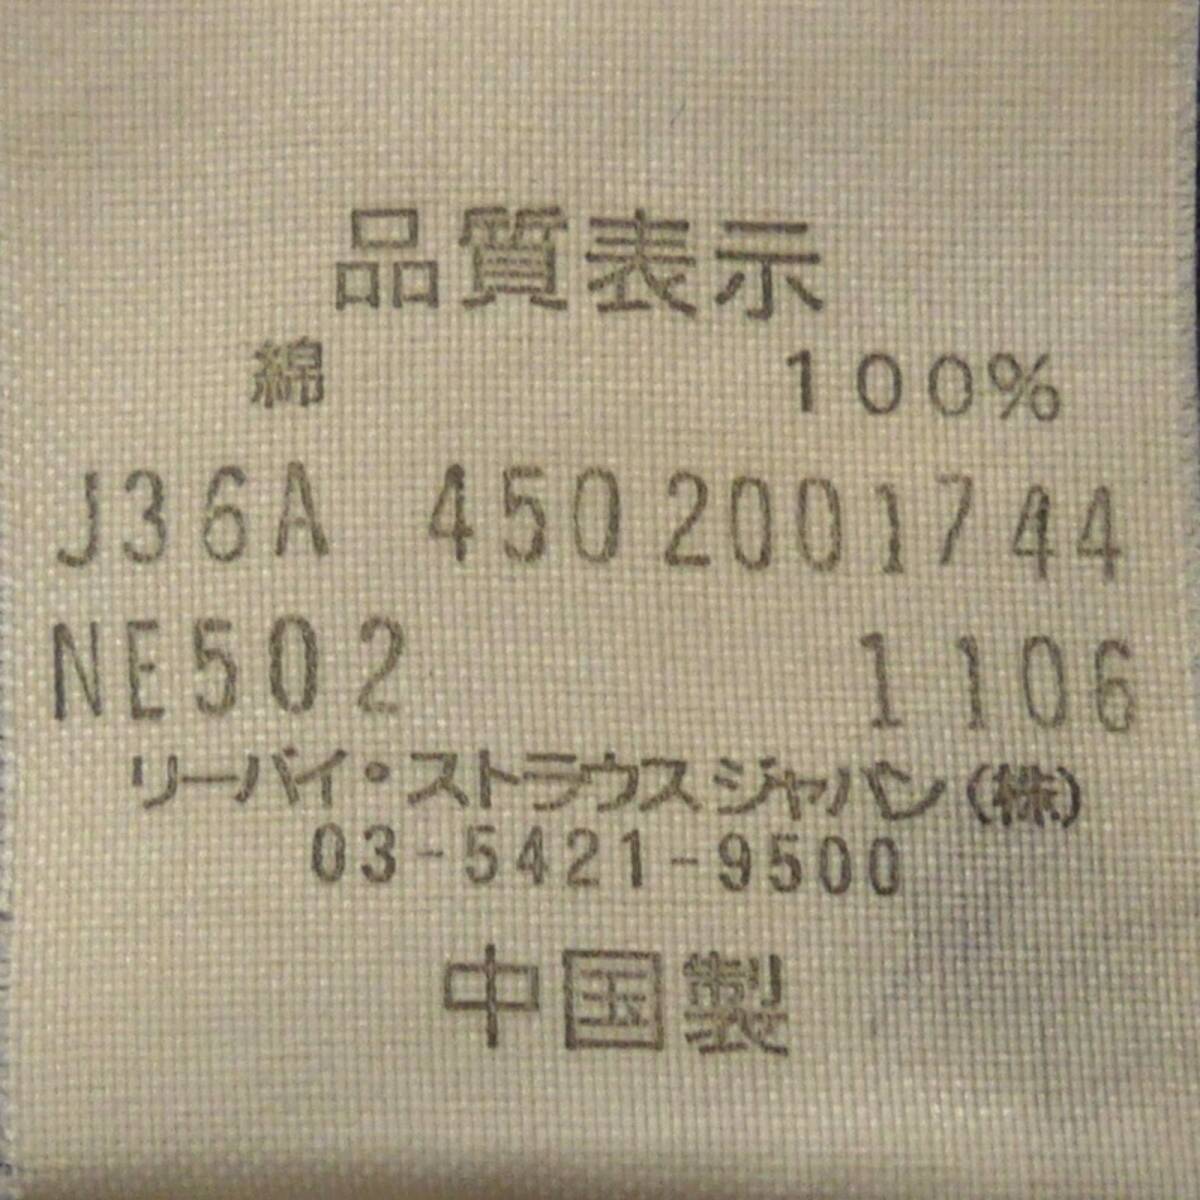 品質表示
綿 100%
J36A 4502001744
NE502 1106
リーバイ・ストラウス ジャパン(株)
03-5421-9500
中国製